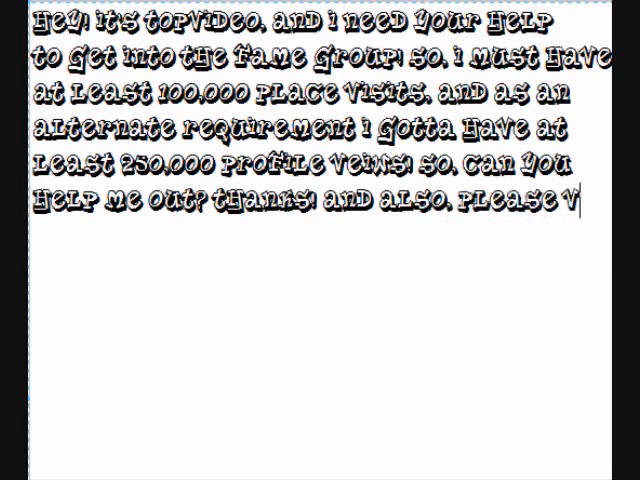 Hey! it's topvideo, and i need your help
to get into the fame group! so, i must have
at least 100,000 place visits, and as an
alternate requirement i gotta have at
least 250,000 profile veiws! so, can you
help me out? thanks! and also, please v